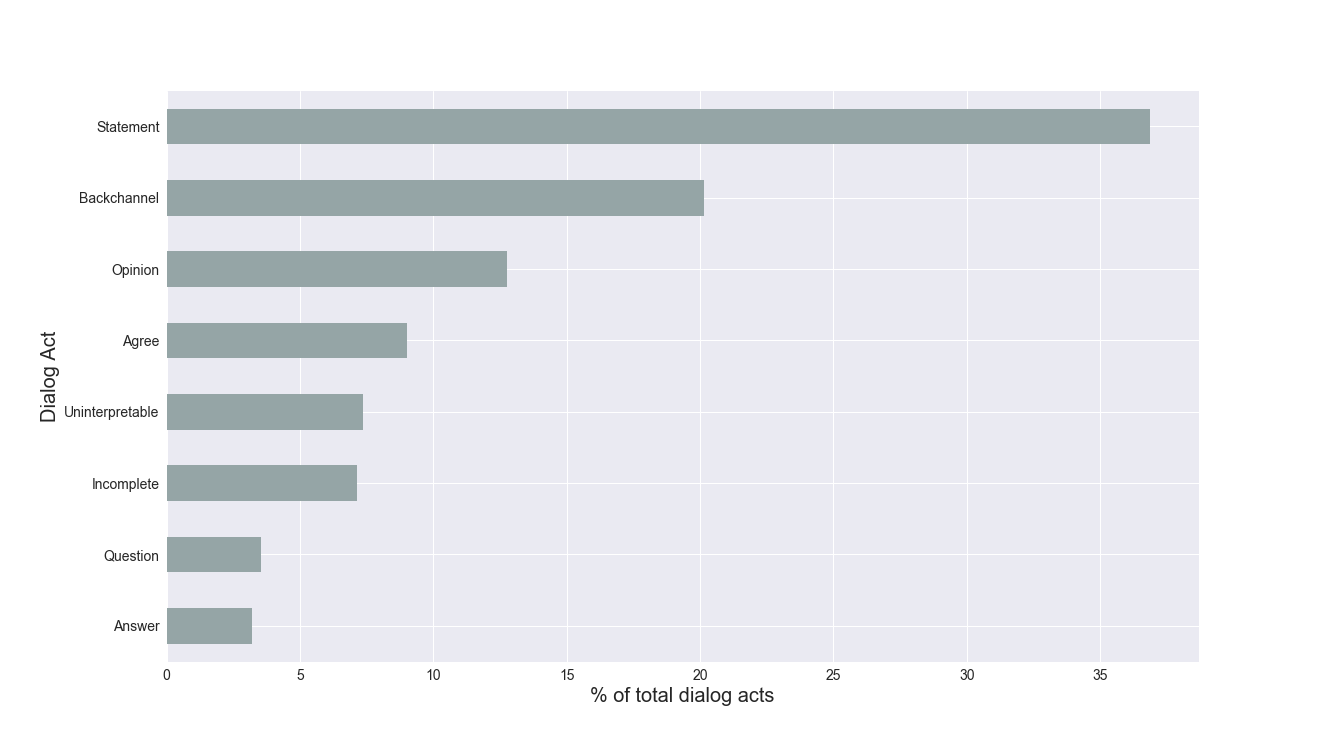 Statement
Backchannel
Opinion
Agree
Uninterpretable
Incomplete
Question
Answer
Dialog Act
0 5 10 15 20 25 30 35
% of total dialog acts